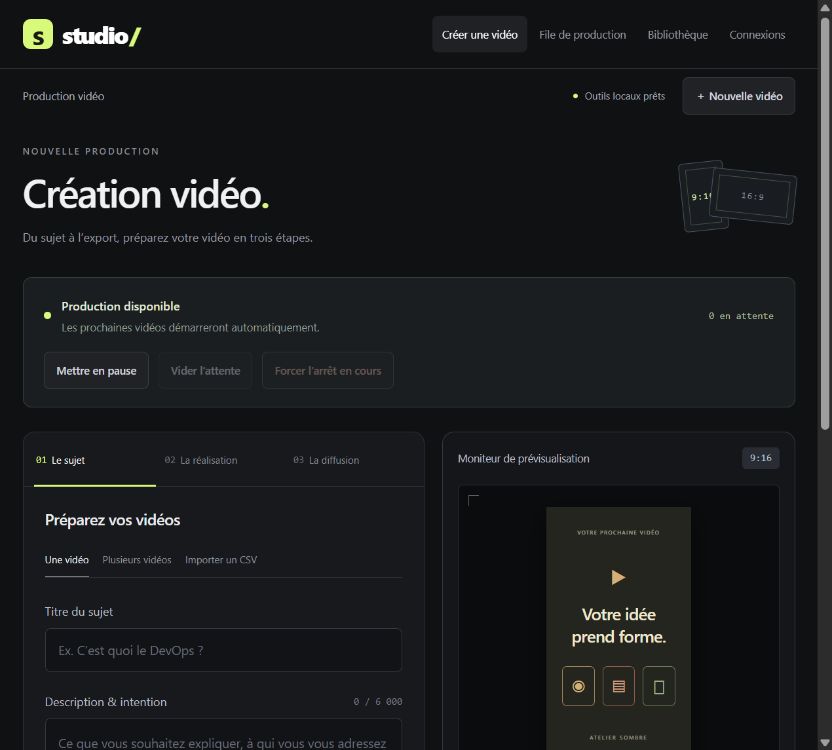 s studio/
Créer une vidéo
File de production
Bibliothèque
Connexions
Production vidéo
Outils locaux prêts
+ Nouvelle vidéo
NOUVELLE PRODUCTION
Création vidéo.
9:16
16:9
Du sujet à l'export, préparez votre vidéo en trois étapes.
Production disponible
Les prochaines vidéos démarreront automatiquement.
0 en attente
Mettre en pause
Vider l'attente
Forcer l'arrêt en cours
01 Le sujet
02 La réalisation
03 La diffusion
Préparez vos vidéos
Une vidéo
Plusieurs vidéos
Importer un CSV
Titre du sujet
Ex. C'est quoi le DevOps ?
Description & intention
0 / 6 000
Ce que vous souhaitez expliquer, à qui vous vous adressez
Moniteur de prévisualisation
9:16
VOTRE PROCHAINE VIDÉO
Votre idée
prend forme.
ATELIER SOMBRE